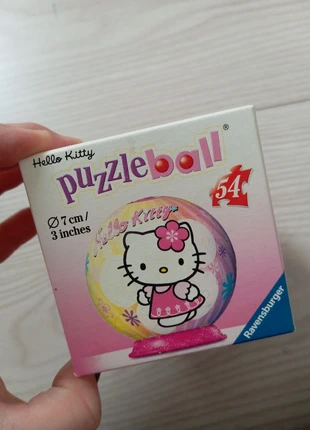 Hello Kitty
puzzleball®
54
Ø 7 cm /
3 inches
Hello Kitty
Ravensburger